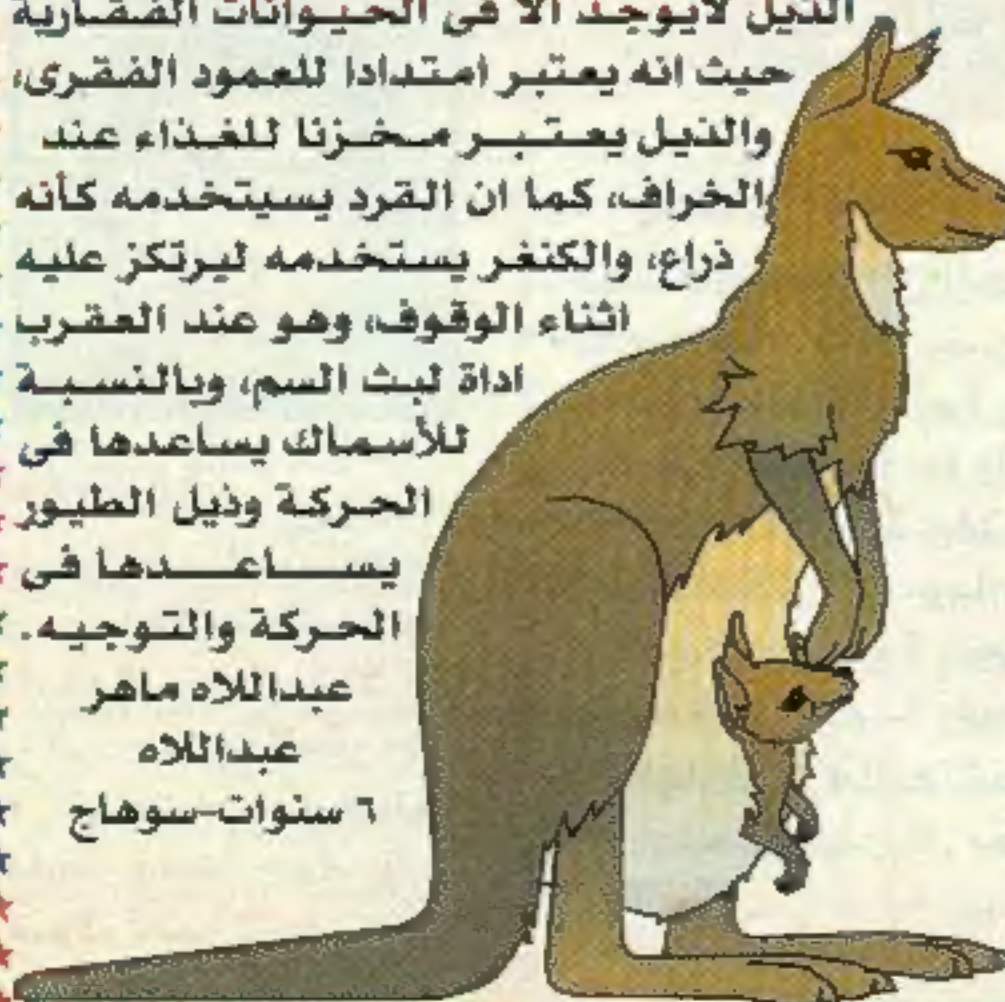 الذيل لايوجد الا فى الحيوانات الفقارية
حيث انه يعتبر امتدادا للعمود الفقرى،
والذيل يعتبر مخزنا للغذاء عند
الخراف، كما ان القرد يسيتخدمه كأنه
ذراع، والكنغر يستخدمه ليرتكز عليه
اثناء الوقوف، وهو عند العقرب
اداة لبث السم، وبالنسبة
للأسماك يساعدها فى
الحركة وذيل الطيور
يساعدها فى
الحركة والتوجيه.
عبداللاه ماهر
عبداللاه
٦ سنوات-سوهاج